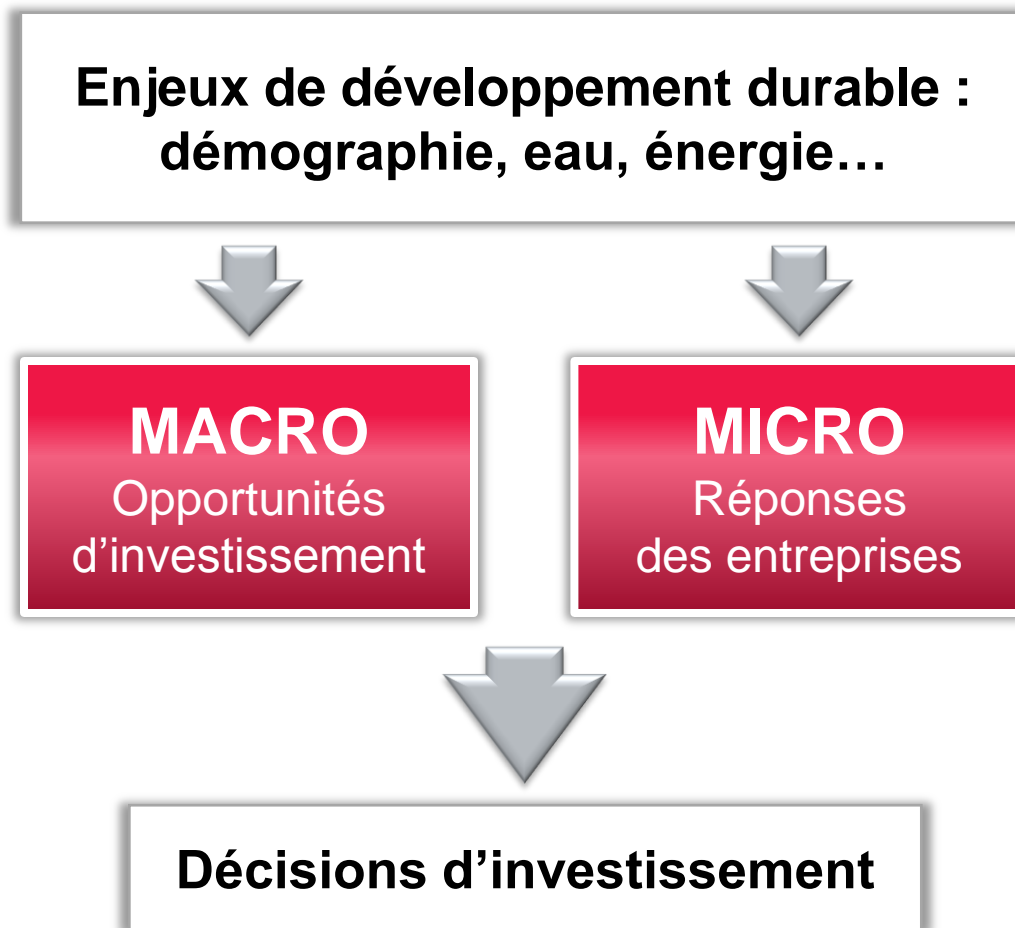 Enjeux de développement durable :
démographie, eau, énergie…
MACRO
Opportunités
d’investissement
MICRO
Réponses
des entreprises
Décisions d’investissement